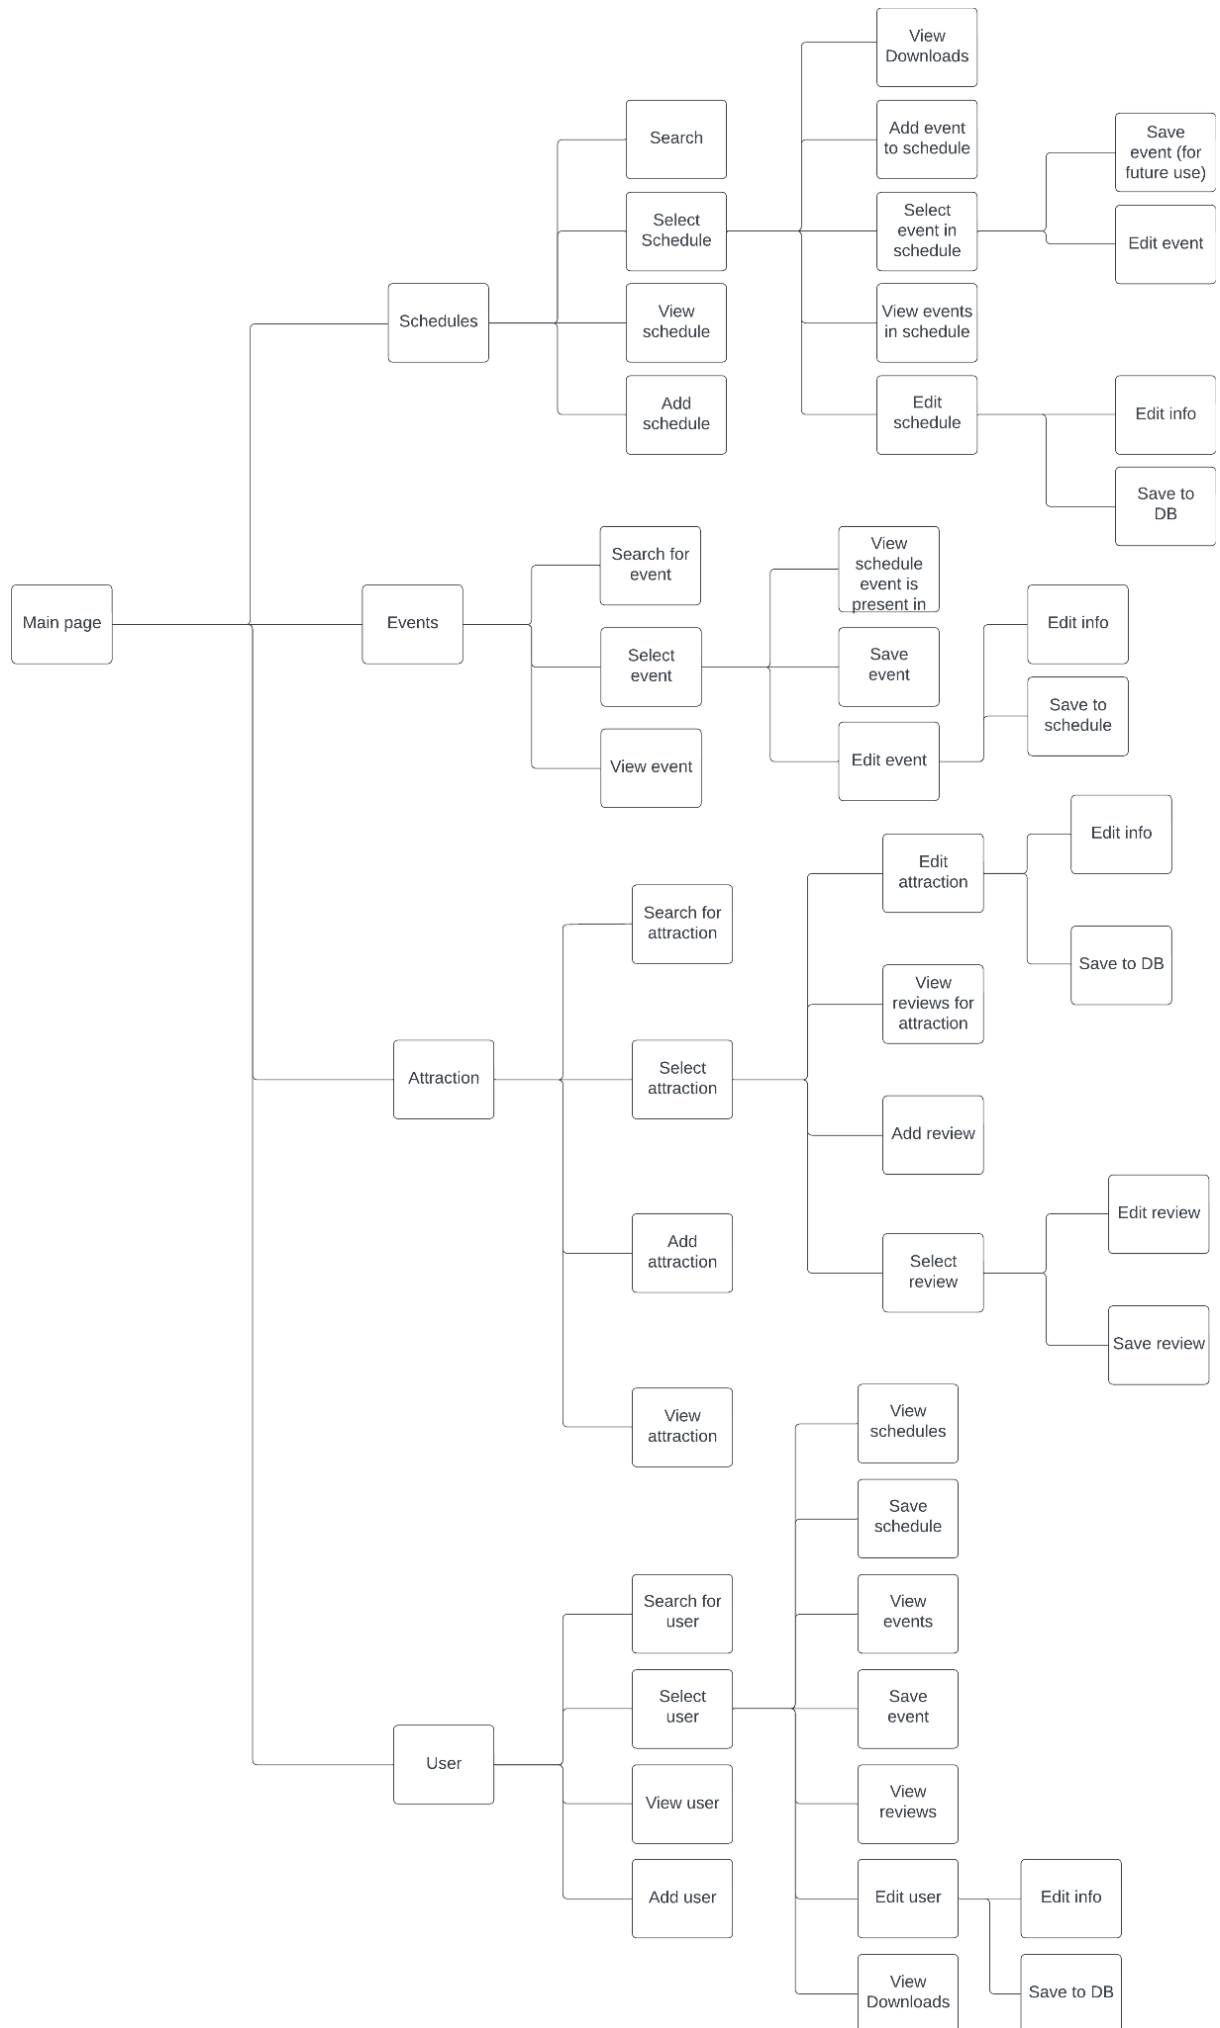 View
Downloads
Search
Add event
to schedule
Save
event (for
future use)
Select
Schedule
Select
event in
schedule
Edit event
Schedules
View
schedule
View events
in schedule
Add
schedule
Edit
schedule
Edit info
Save to
DB
Main page
Events
Search for
event
View
schedule
event is
present in
Edit info
Select
event
Save
event
Save to
schedule
View event
Edit event
Edit info
Edit
attraction
Search for
attraction
Save to DB
View
reviews for
attraction
Attraction
Select
attraction
Add review
Edit review
Add
attraction
Select
review
Save review
View
attraction
View
schedules
Save
schedule
Search for
user
View
events
Select
user
Save
event
User
View user
View
reviews
Add user
Edit user
Edit info
View
Downloads
Save to DB